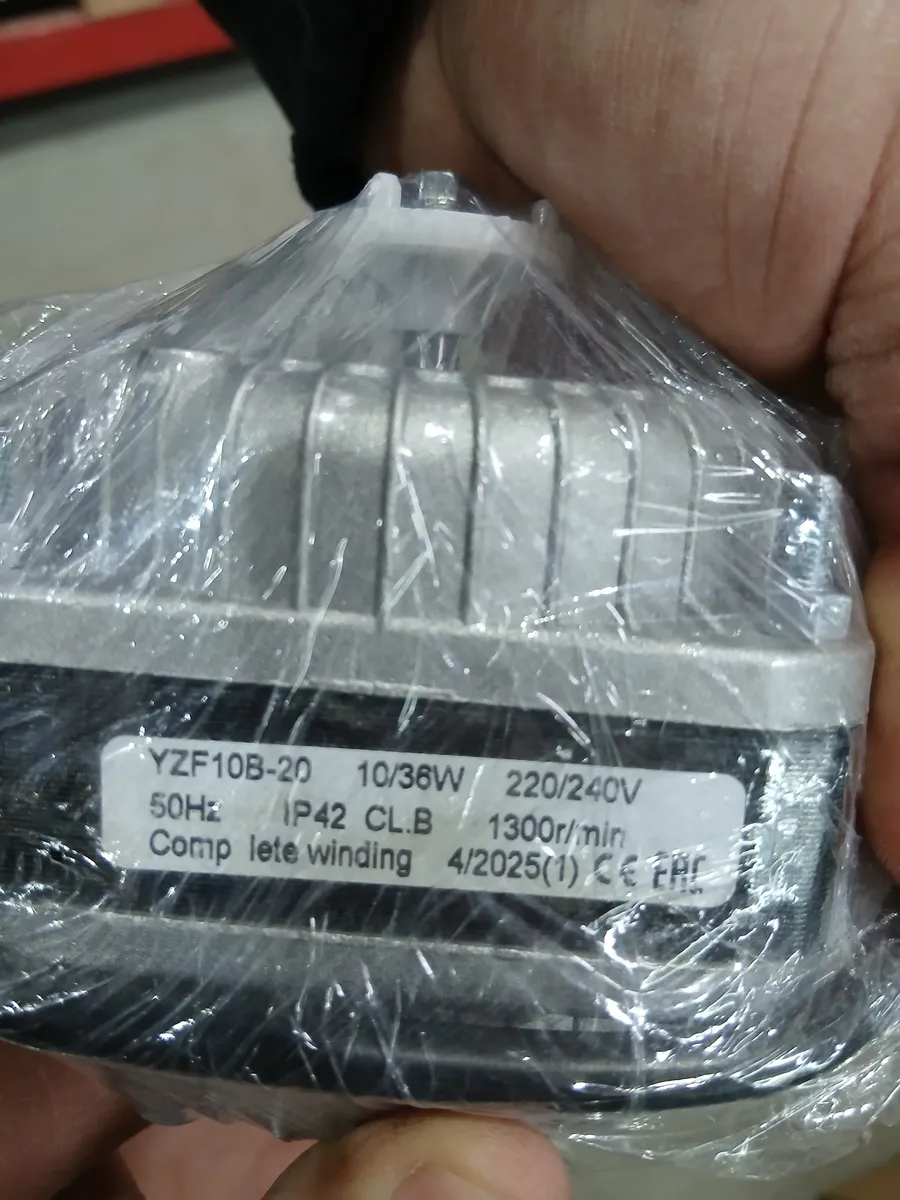 YZF10B-20 10/36W 220/240V
50Hz IP42 CL.B 1300r/min
Comp lete winding 4/2025(1) CE EAC